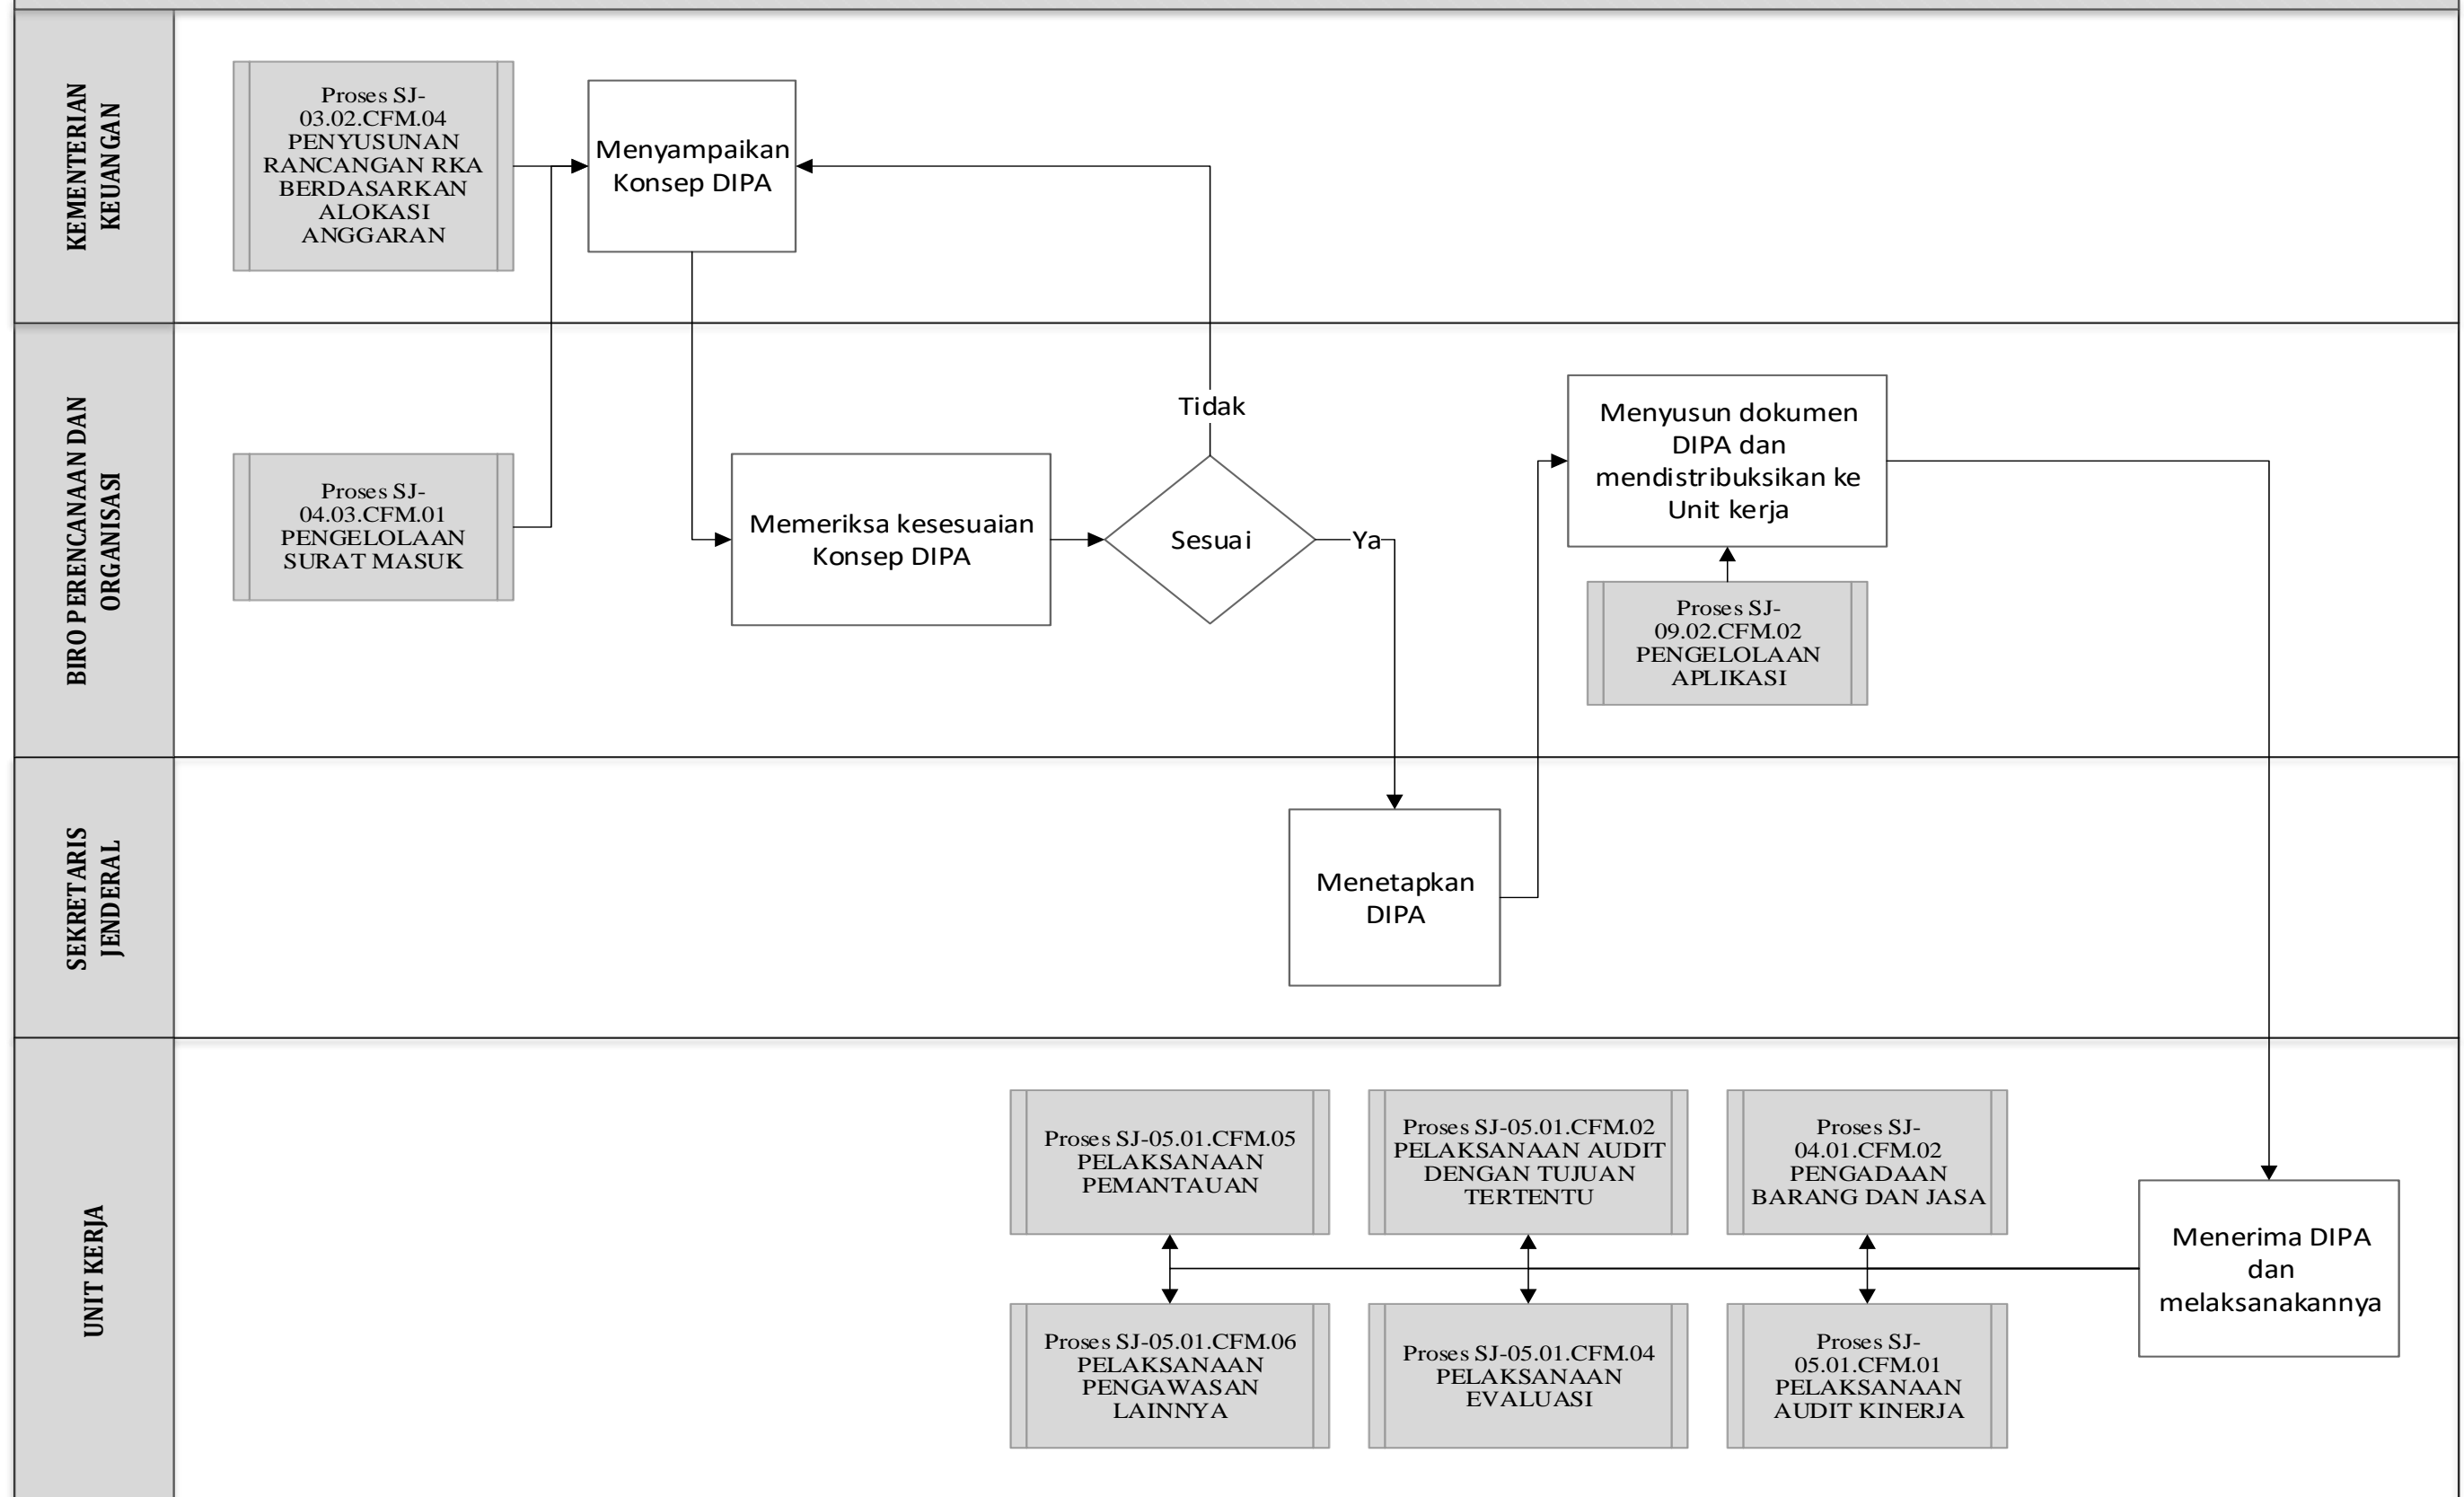 KEMENTERIAN
KEUANGAN
Proses SJ-
03.02.CFM.04
PENYUSUNAN
RANCANGAN RKA
BERDASARKAN
ALOKASI
ANGGARAN
Menyampaikan
Konsep DIPA
BIRO PERENCANAAN DAN
ORGANISASI
Proses SJ-
04.03.CFM.01
PENGELOLAAN
SURAT MASUK
Memeriksa kesesuaian
Konsep DIPA
Sesuai
Tidak
Ya
Menyusun dokumen
DIPA dan
mendistribuksikan ke
Unit kerja
Proses SJ-
09.02.CFM.02
PENGELOLAAN
APLIKASI
SEKRETARIS
JENDERAL
Menetapkan
DIPA
UNIT KERJA
Proses SJ-05.01.CFM.05
PELAKSANAAN
PEMANTAUAN
Proses SJ-05.01.CFM.02
PELAKSANAAN AUDIT
DENGAN TUJUAN
TERTENTU
Proses SJ-
04.01.CFM.02
PENGADAAN
BARANG DAN JASA
Menerima DIPA
dan
melaksanakannya
Proses SJ-05.01.CFM.06
PELAKSANAAN
PENGAWASAN
LAINNYA
Proses SJ-05.01.CFM.04
PELAKSANAAN
EVALUASI
Proses SJ-
05.01.CFM.01
PELAKSANAAN
AUDIT KINERJA